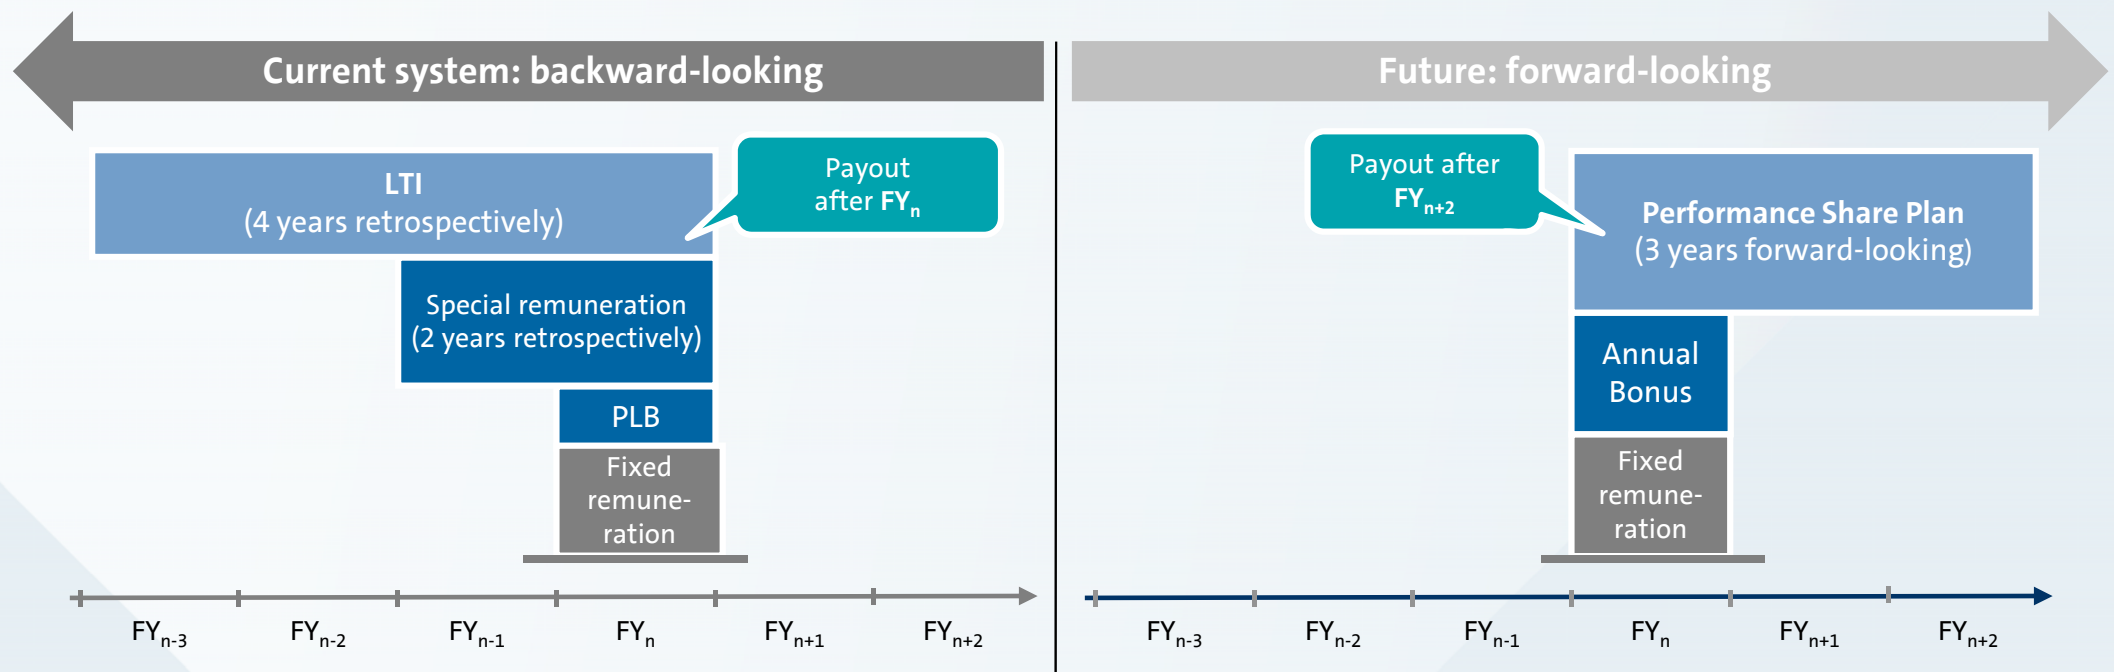 Current system: backward-looking
LTI
(4 years retrospectively)
Payout
after FYn
Special remuneration
(2 years retrospectively)
PLB
Fixed
remune-
ration
FYn-3 FYn-2 FYn-1 FYn FYn+1 FYn+2
Future: forward-looking
Payout after
FYn+2
Performance Share Plan
(3 years forward-looking)
Annual
Bonus
Fixed
remune-
ration
FYn-3 FYn-2 FYn-1 FYn FYn+1 FYn+2